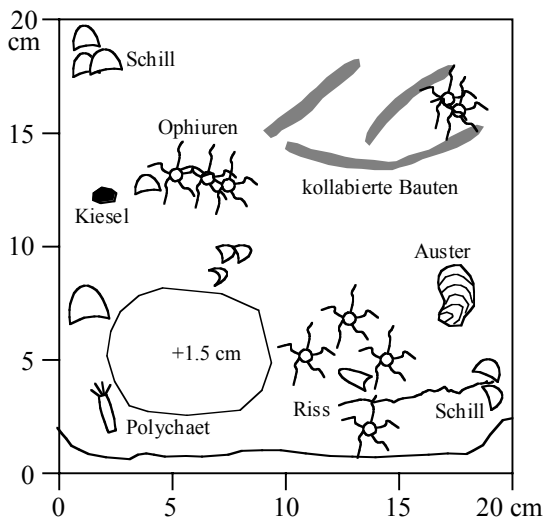 20
cm
Schill
Ophiuren
15
kollabierte Bauten
Kiesel
10
Auster
+1.5 cm
5
Riss
Schill
Polychaet
0
0
5
10
15
20 cm